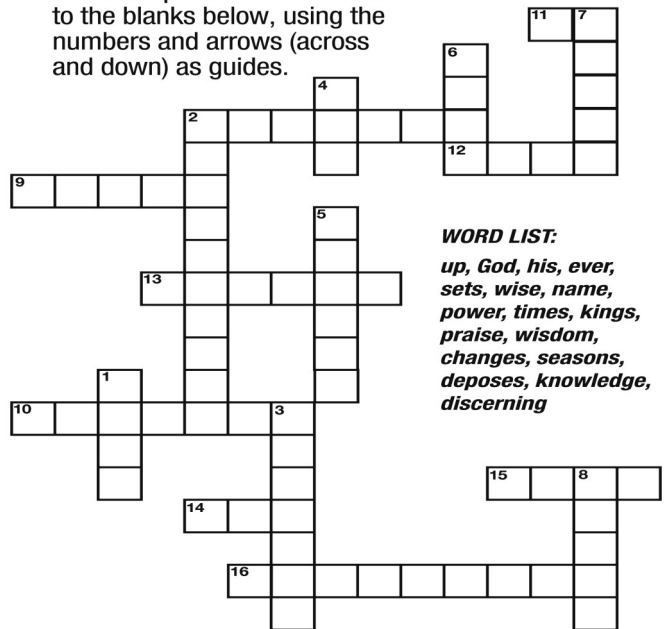 to the blanks below, using the
numbers and arrows (across
and down) as guides.
11 7
6
4
2
12
9
5
WORD LIST:
up, God, his, ever,
sets, wise, name,
power, times, kings,
praise, wisdom,
changes, seasons,
deposes, knowledge,
discerning
13
1
10 3
15 8
14
16